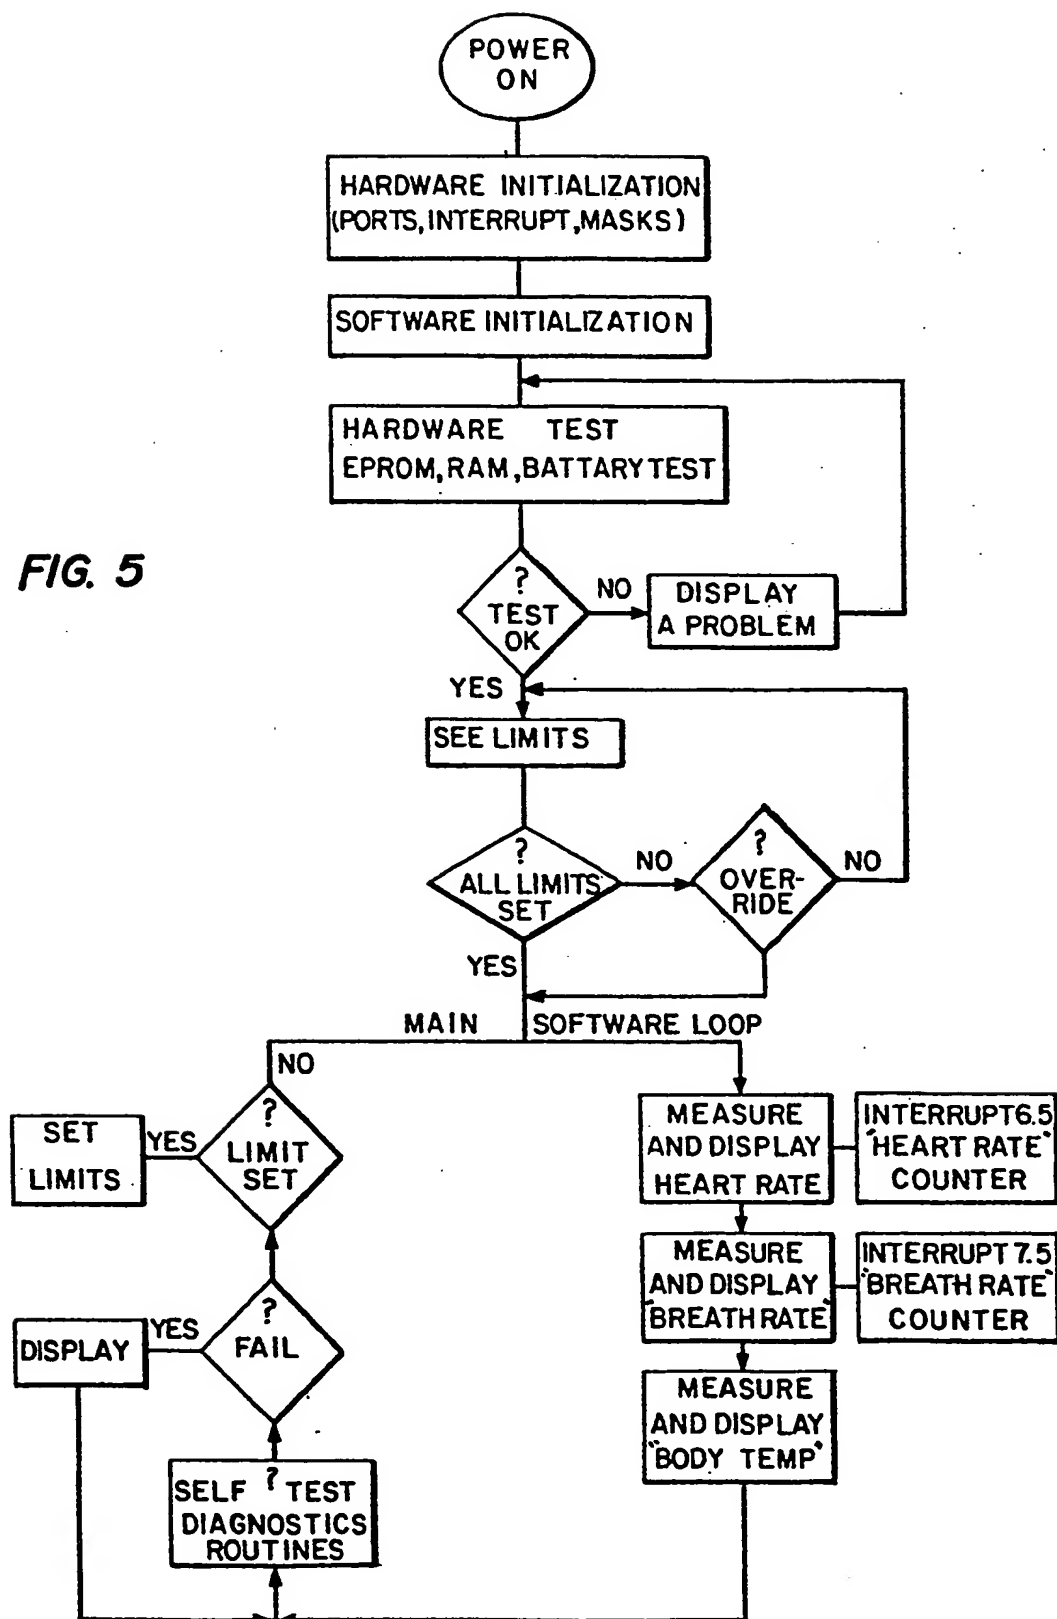 POWER
ON
HARDWARE INITIALIZATION
(PORTS, INTERRUPT, MASKS)
SOFTWARE INITIALIZATION
HARDWARE TEST
EPROM, RAM, BATTARY TEST
FIG. 5
?
TEST
OK
NO
DISPLAY
A PROBLEM
YES
SEE LIMITS
?
ALL LIMITS
SET
NO
?
OVER-
RIDE
NO
YES
MAIN SOFTWARE LOOP
NO
?
LIMIT
SET
YES
SET
LIMITS
MEASURE
AND DISPLAY
HEART RATE
INTERRUPT 6.5
"HEART RATE"
COUNTER
MEASURE
AND DISPLAY
"BREATH RATE"
INTERRUPT 7.5
"BREATH RATE"
COUNTER
?
FAIL
YES
DISPLAY
MEASURE
AND DISPLAY
"BODY TEMP"
SELF ? TEST
DIAGNOSTICS
ROUTINES